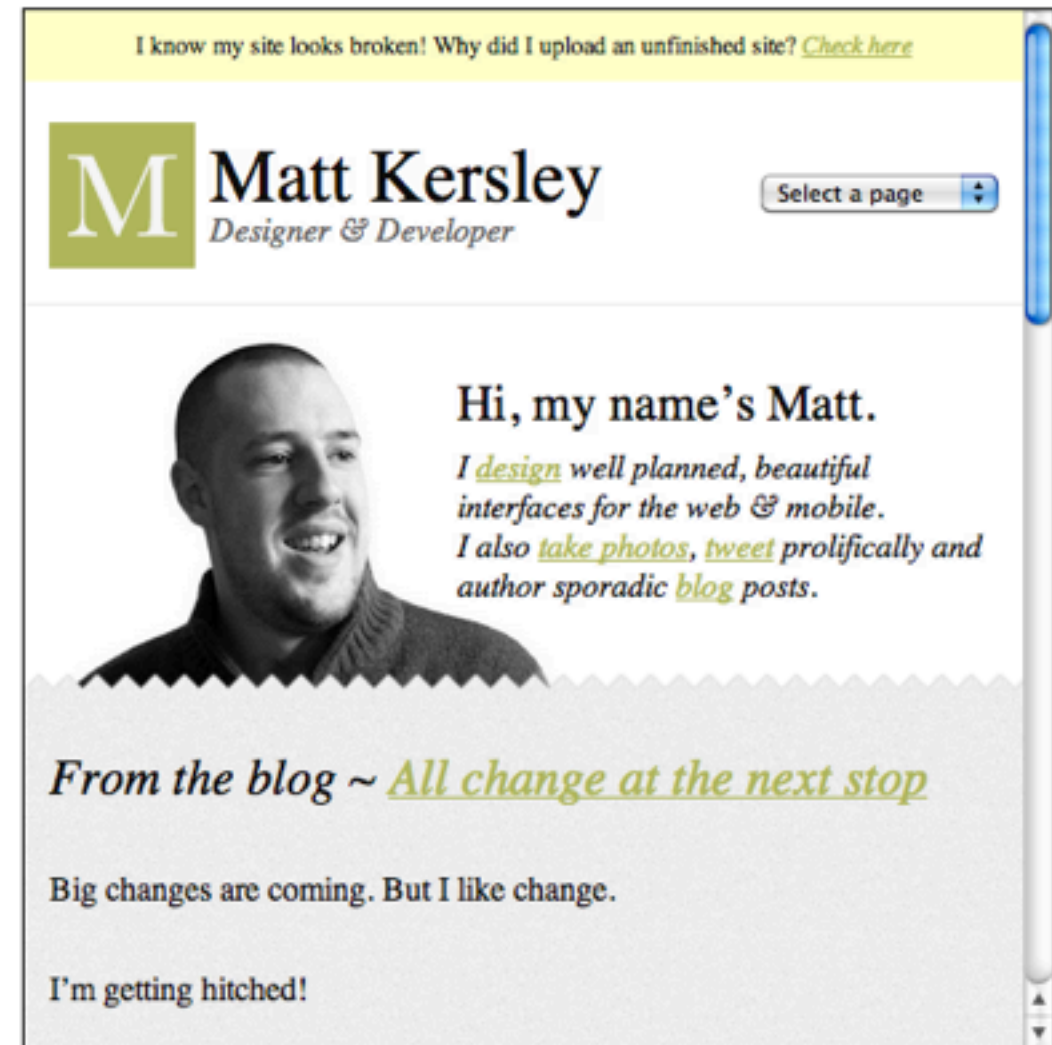 I know my site looks broken! Why did I upload an unfinished site? Check here
M
Matt Kersley
Designer & Developer
Select a page
Hi, my name’s Matt.
I design well planned, beautiful
interfaces for the web & mobile.
I also take photos, tweet prolifically and
author sporadic blog posts.
From the blog ~ All change at the next stop
Big changes are coming. But I like change.
I’m getting hitched!